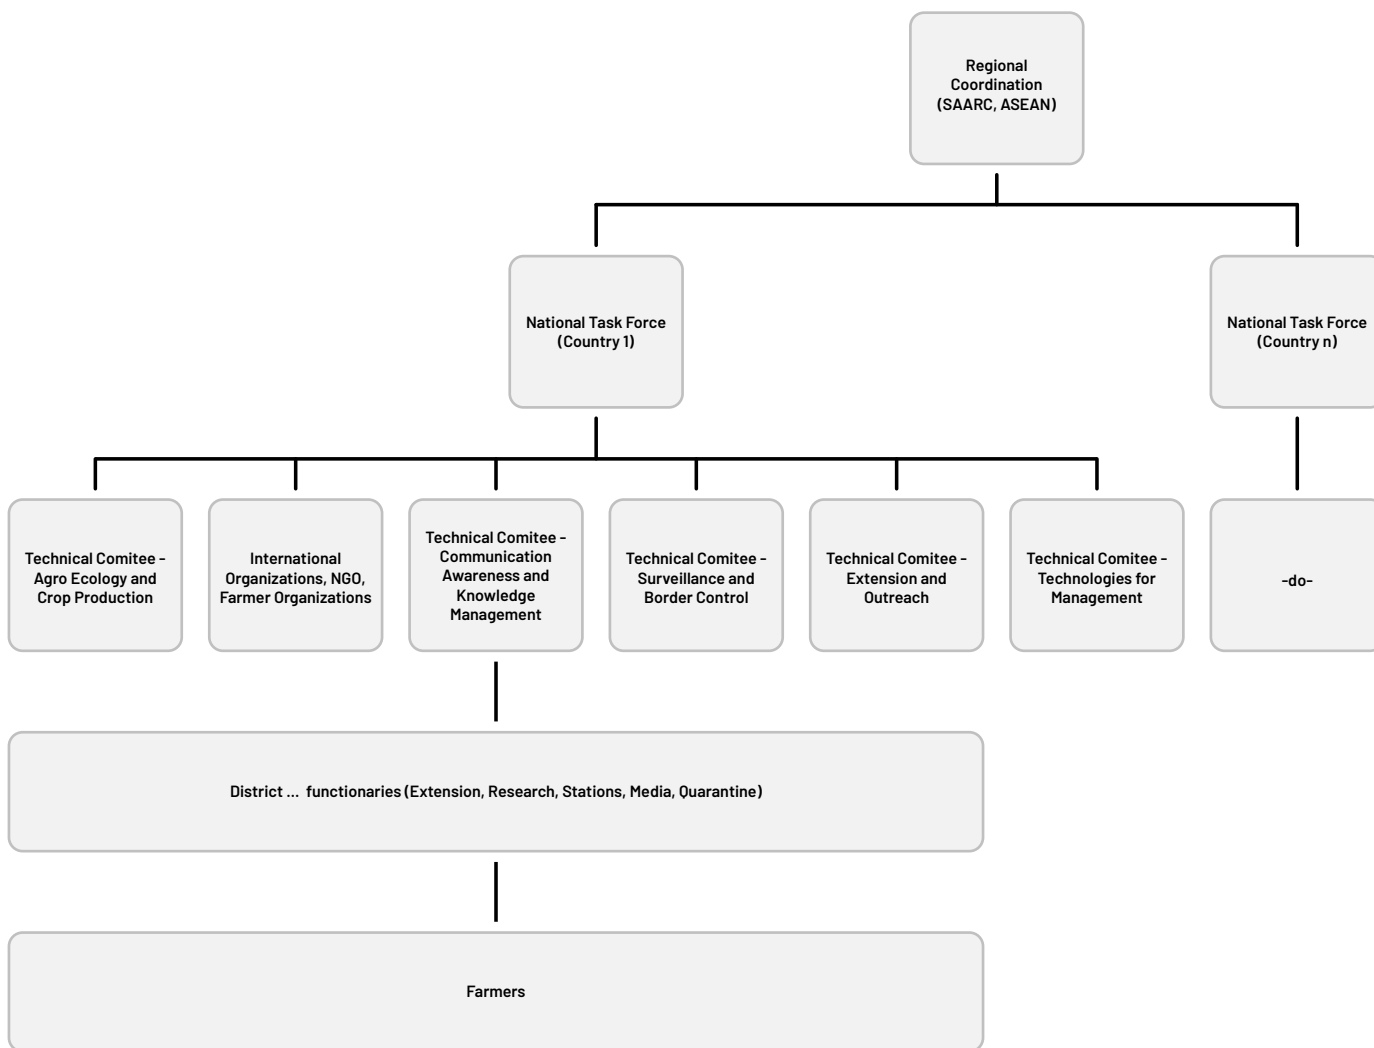 Regional
Coordination
(SAARC, ASEAN)
National Task Force
(Country 1)
National Task Force
(Country n)
Technical Comitee -
Agro Ecology and
Crop Production
International
Organizations, NGO,
Farmer Organizations
Technical Comitee -
Communication
Awareness and
Knowledge
Management
Technical Comitee -
Surveillance and
Border Control
Technical Comitee -
Extension and
Outreach
Technical Comitee -
Technologies for
Management
-do-
District ... functionaries (Extension, Research, Stations, Media, Quarantine)
Farmers